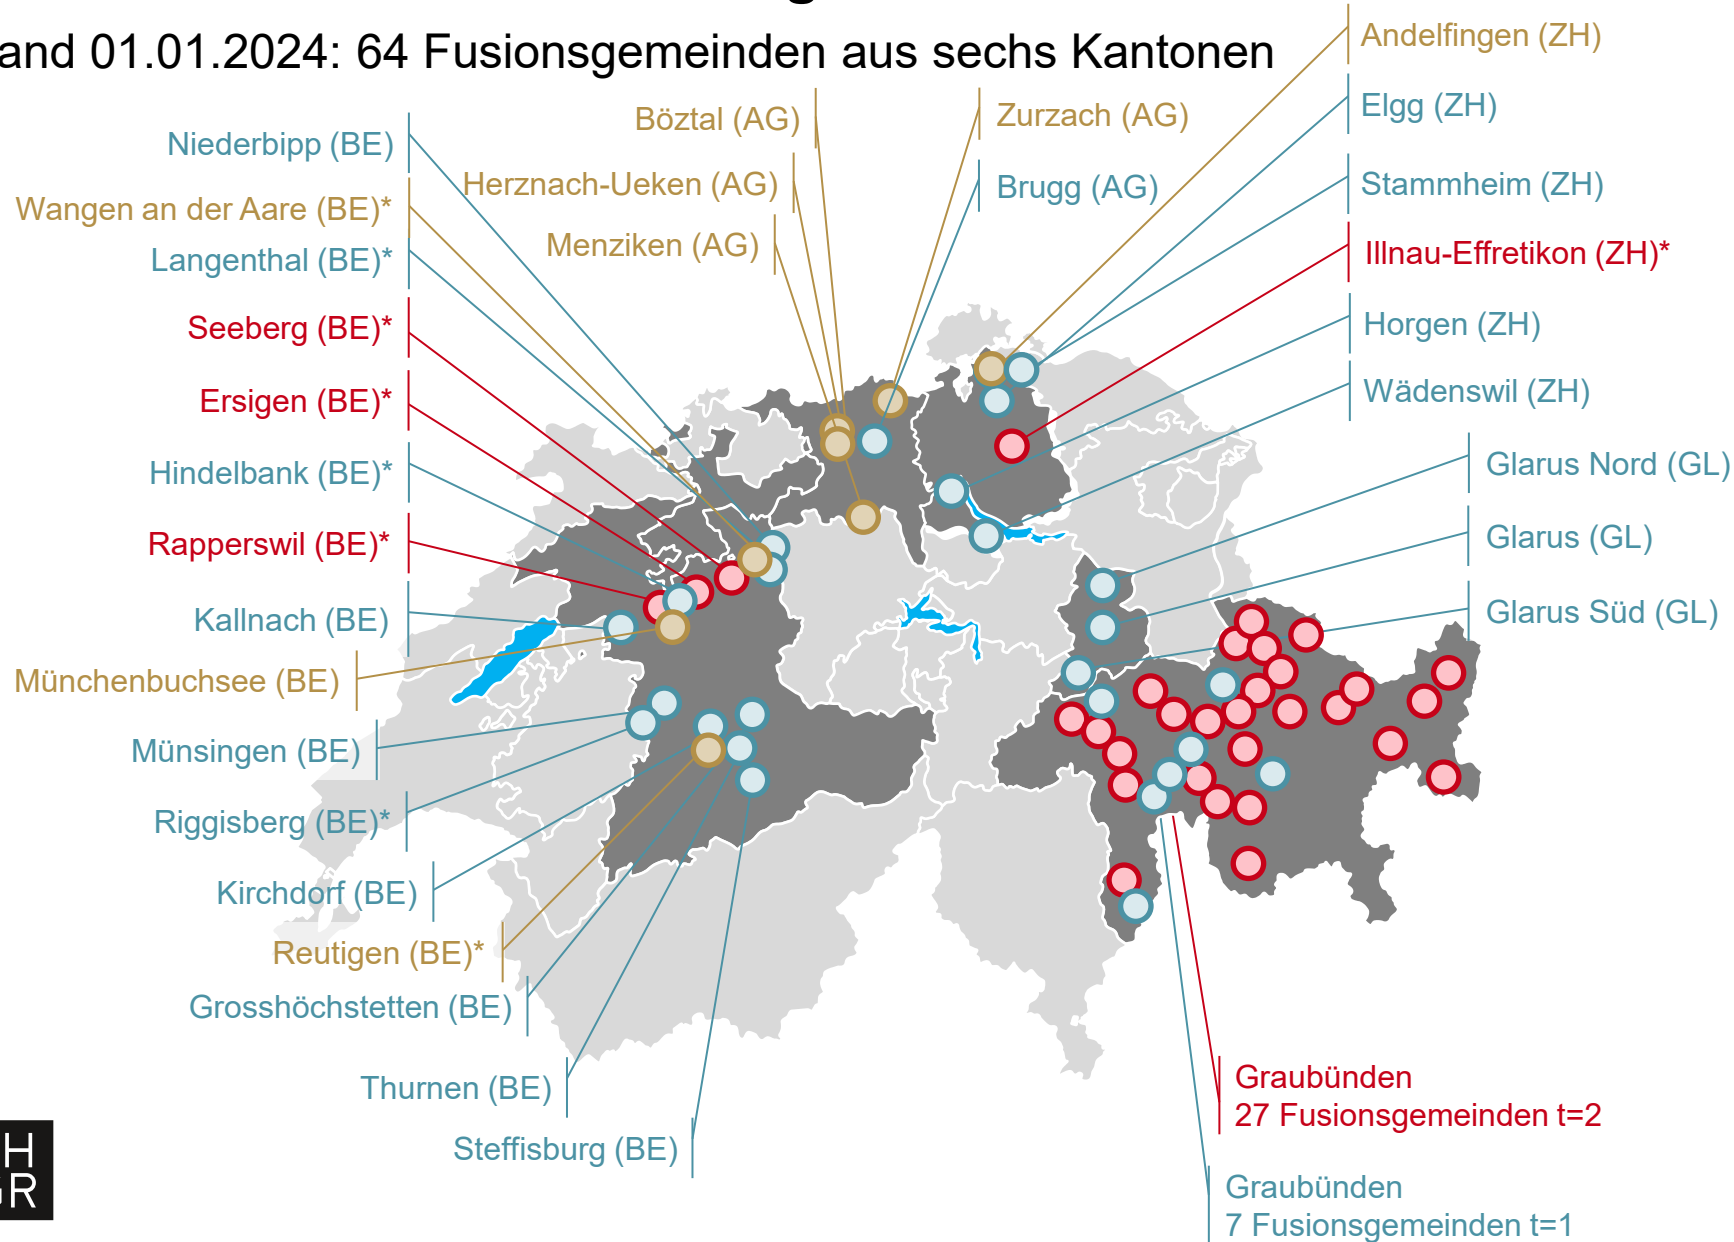 and 01.01.2024: 64 Fusionsgemeinden aus sechs Kantonen
Niederbipp (BE)
Wangen an der Aare (BE)*
Langenthal (BE)*
Seeberg (BE)*
Ersigen (BE)*
Hindelbank (BE)*
Rapperswil (BE)*
Kallnach (BE)
Münchenbuchsee (BE)
Münsingen (BE)
Riggisberg (BE)*
Kirchdorf (BE)
Reutigen (BE)*
Grosshöchstetten (BE)
Thurnen (BE)
Steffisburg (BE)
Böztal (AG)
Herznach-Ueken (AG)
Menziken (AG)
Zurzach (AG)
Brugg (AG)
Andelfingen (ZH)
Elgg (ZH)
Stammheim (ZH)
Illnau-Effretikon (ZH)*
Horgen (ZH)
Wädenswil (ZH)
Glarus Nord (GL)
Glarus (GL)
Glarus Süd (GL)
Graubünden
27 Fusionsgemeinden t=2
Graubünden
7 Fusionsgemeinden t=1
H
GR